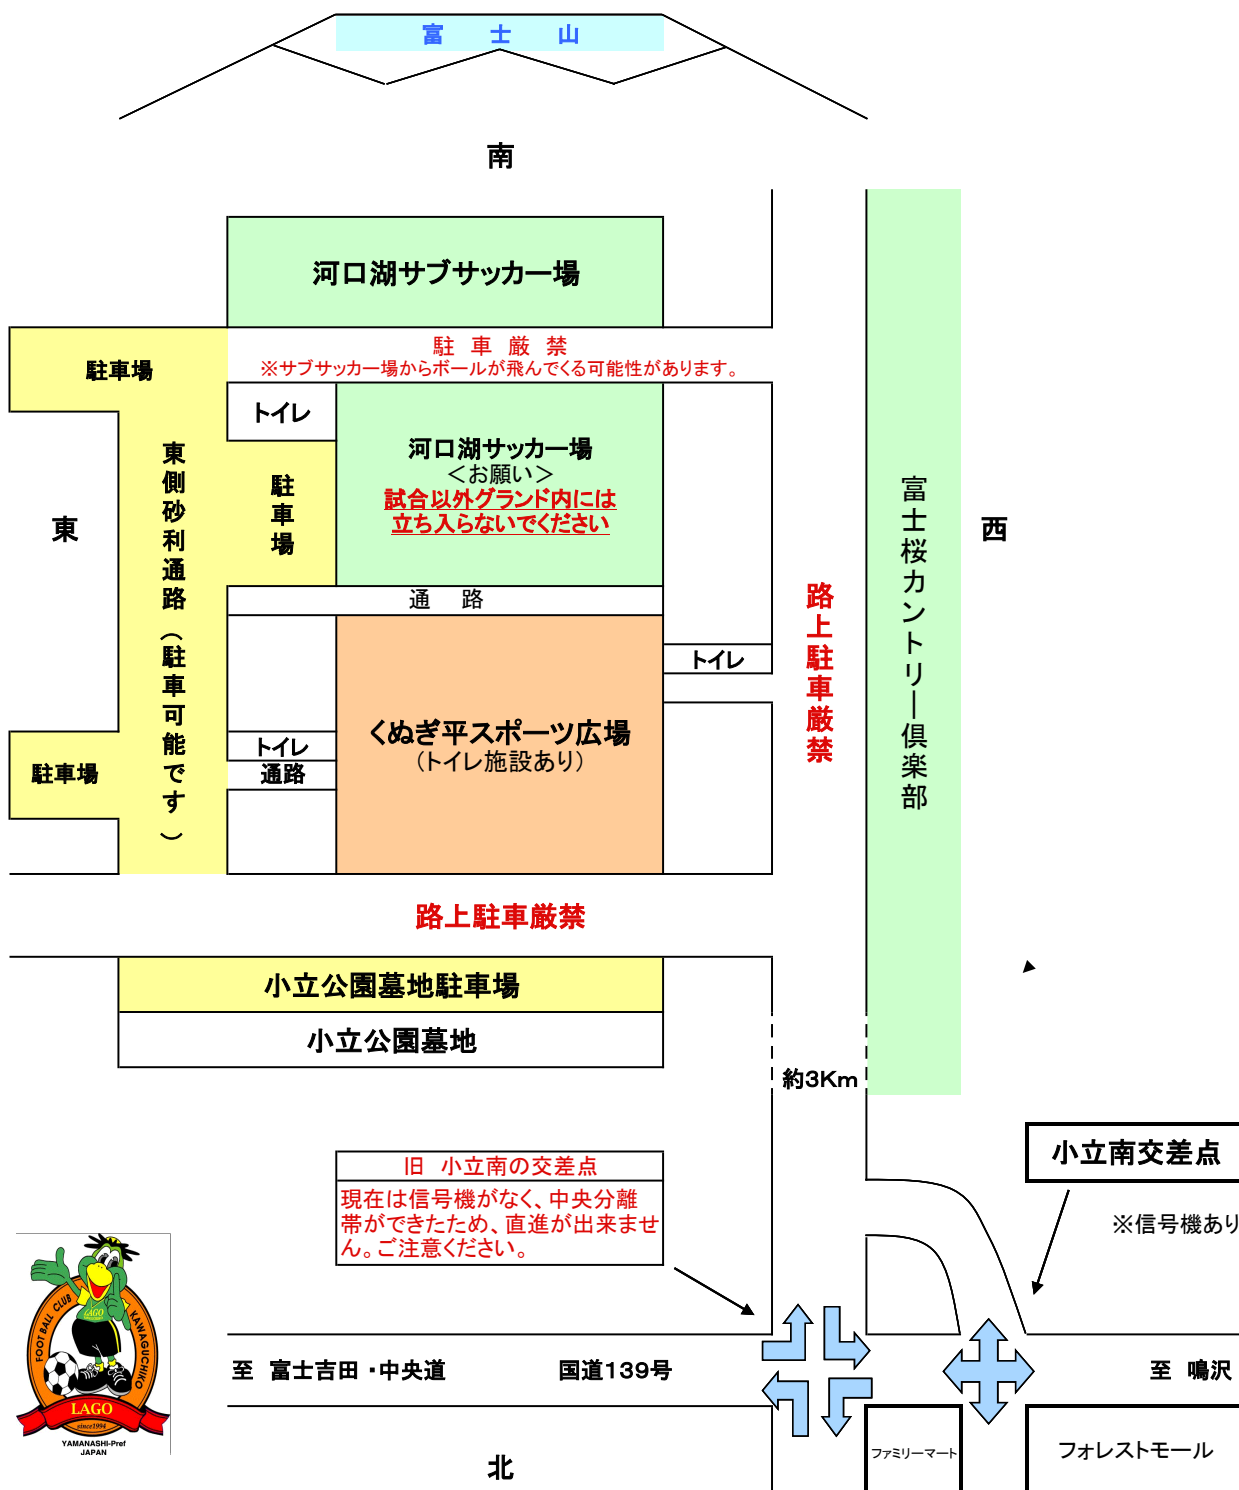 富 士 山
南
河口湖サブサッカー場
駐 車 厳 禁
※サブサッカー場からボールが飛んでくる可能性があります。
駐車場
トイレ
河口湖サッカー場
＜お願い＞
試合以外グランド内には
立ち入らないでください
駐車場
東側砂利通路（駐車可能です）
東
西
富士桜カントリー倶楽部
路上駐車厳禁
通 路
トイレ
くぬぎ平スポーツ広場
（トイレ施設あり）
トイレ
通路
駐車場
路上駐車厳禁
小立公園墓地駐車場
小立公園墓地
約3Km
小立南交差点
※信号機あり
旧 小立南の交差点
現在は信号機がなく、中央分離
帯ができたため、直進が出来ませ
ん。ご注意ください。
至 富士吉田・中央道
国道139号
至 鳴沢
ファミリーマート
フォレストモール
北
LAGO
FOOT BALL CLUB
KAWAGUCHIKO
LAGO
since1994
YAMANASHI-Pref
JAPAN